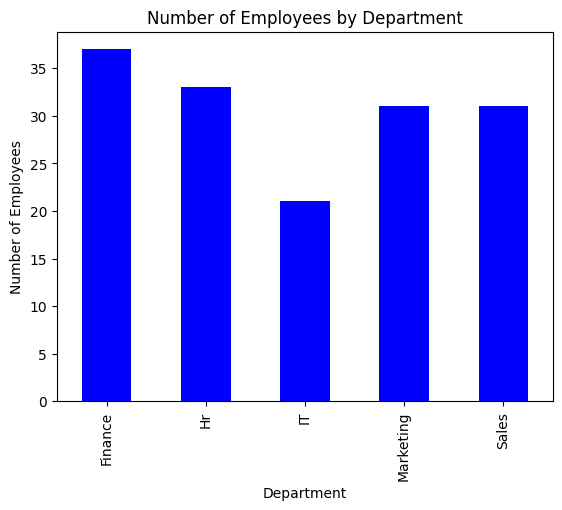 Number of Employees by Department
Number of Employees
35
30
25
20
15
10
5
0
Finance
Hr
IT
Marketing
Sales
Department